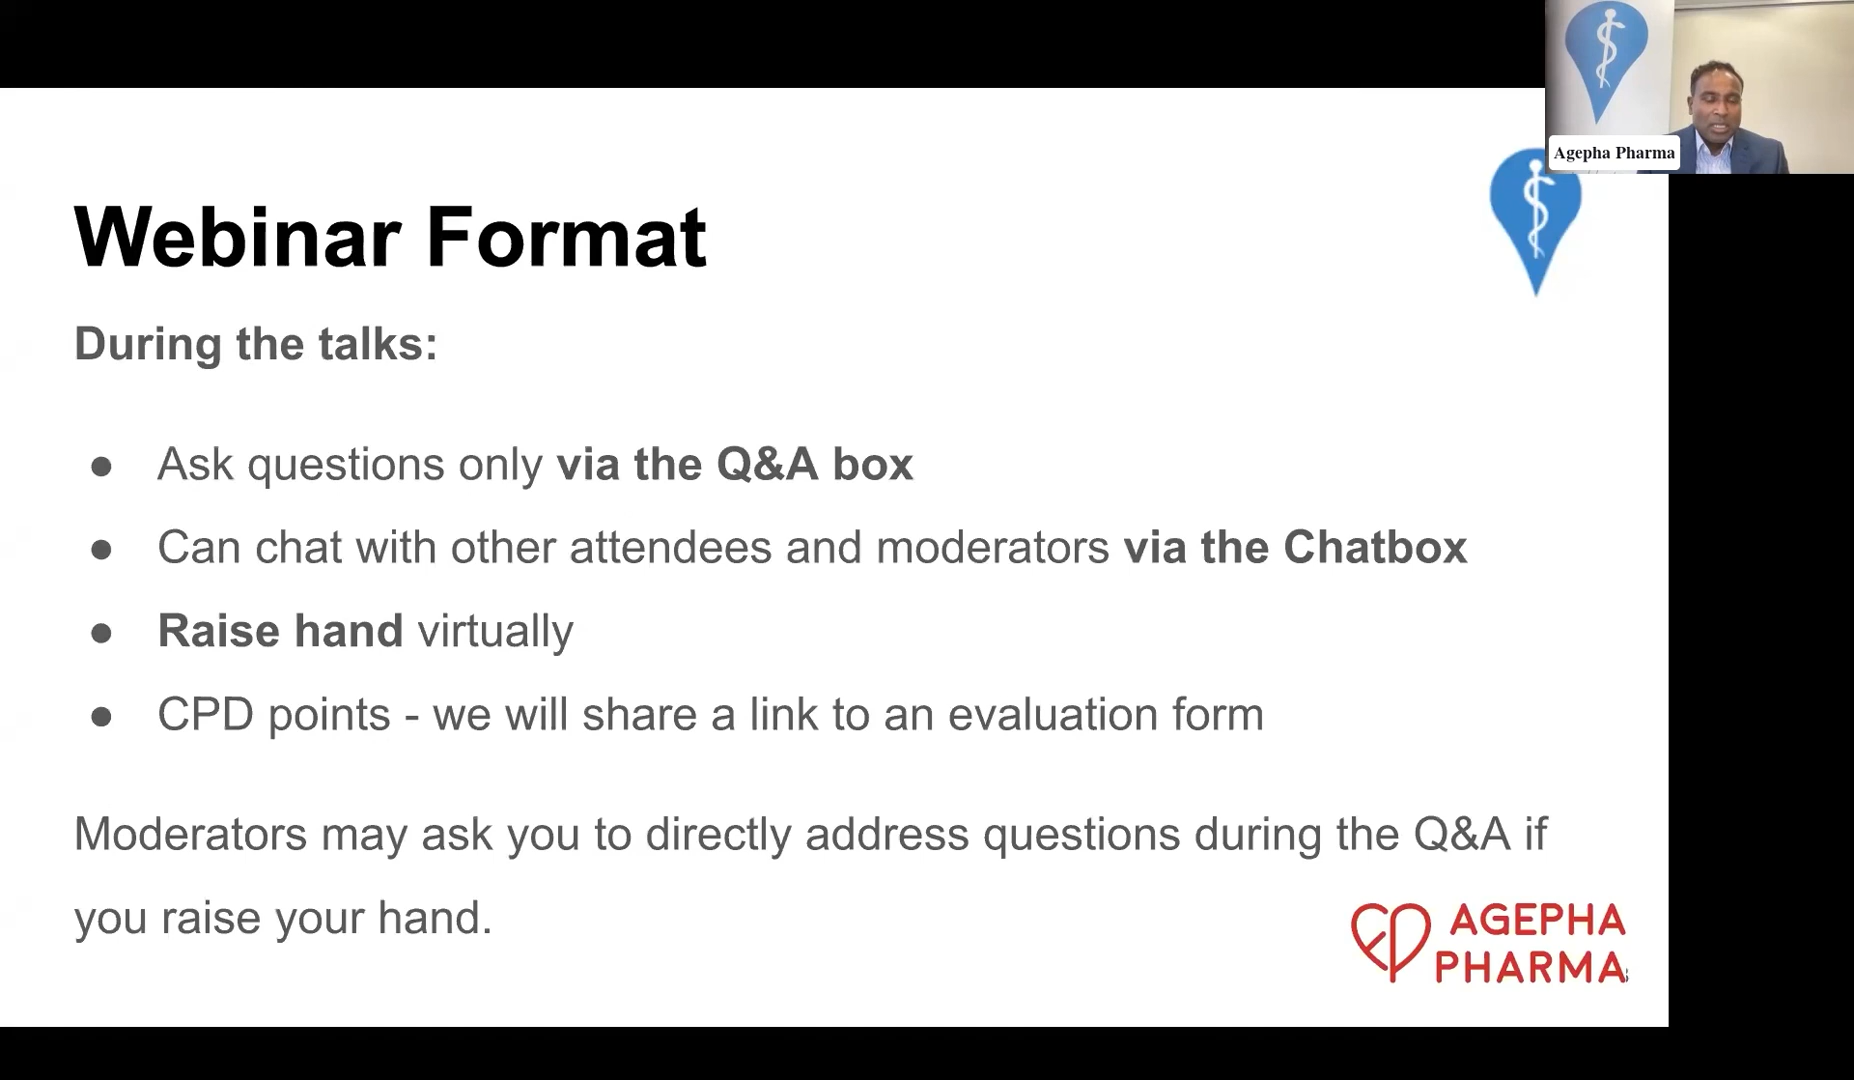 Agepha Pharma
Webinar Format
During the talks:
● Ask questions only via the Q&A box
● Can chat with other attendees and moderators via the Chatbox
● Raise hand virtually
● CPD points - we will share a link to an evaluation form
Moderators may ask you to directly address questions during the Q&A if
you raise your hand.
AGEPHA
PHARMA